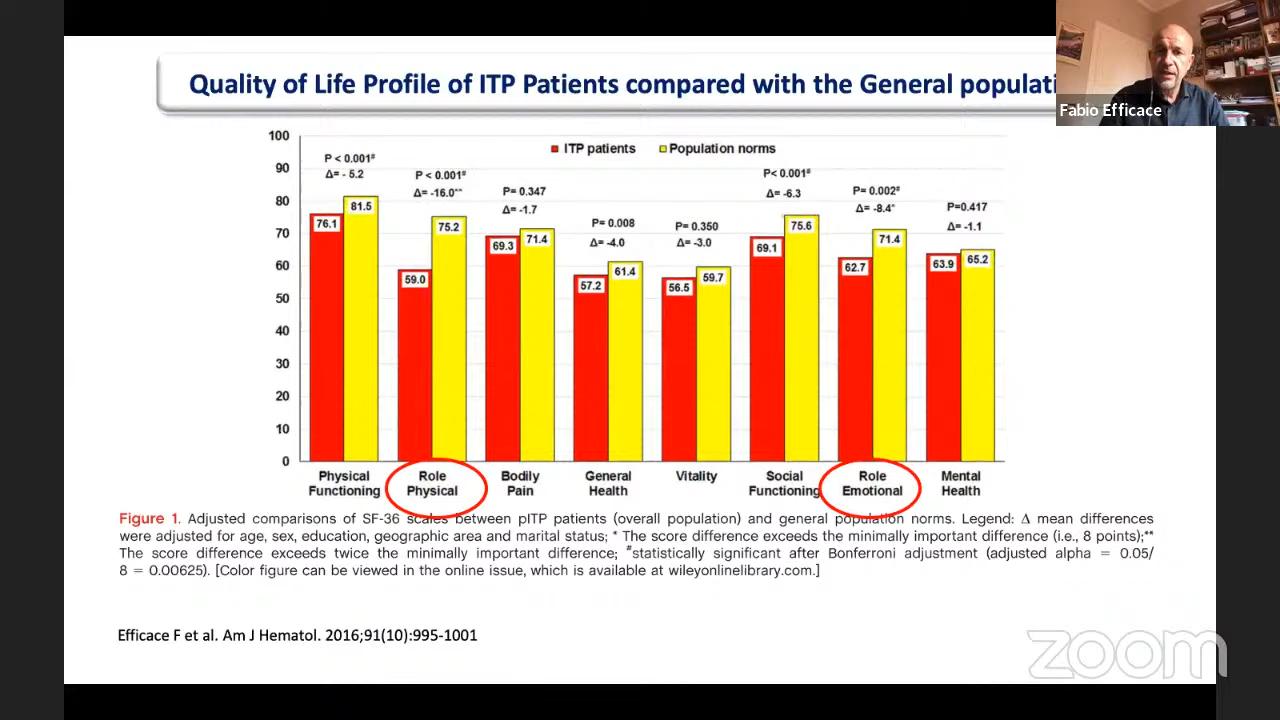 Quality of Life Profile of ITP Patients compared with the General populati
Fabio Efficace
ITP patients
Population norms
100
90
80
70
60
50
40
30
20
10
0
P < 0.001#
Δ= - 5.2
76.1
81.5
P < 0.001#
Δ= -16.0**
59.0
75.2
P= 0.347
Δ= -1.7
69.3
71.4
P= 0.008
Δ= -4.0
57.2
61.4
P= 0.350
Δ= -3.0
56.5
59.7
P< 0.001#
Δ= -6.3
69.1
75.6
P= 0.002#
Δ= -8.4*
62.7
71.4
P=0.417
Δ= -1.1
63.9
65.2
Physical
Functioning
Role
Physical
Bodily
Pain
General
Health
Vitality
Social
Functioning
Role
Emotional
Mental
Health
Figure 1. Adjusted comparisons of SF-36 scales between pITP patients (overall population) and general population norms. Legend: Δ mean differences
were adjusted for age, sex, education, geographic area and marital status; * The score difference exceeds the minimally important difference (i.e., 8 points);**
The score difference exceeds twice the minimally important difference; #statistically significant after Bonferroni adjustment (adjusted alpha = 0.05/
8 = 0.00625). [Color figure can be viewed in the online issue, which is available at wileyonlinelibrary.com.]
Efficace F et al. Am J Hematol. 2016;91(10):995-1001
zoom